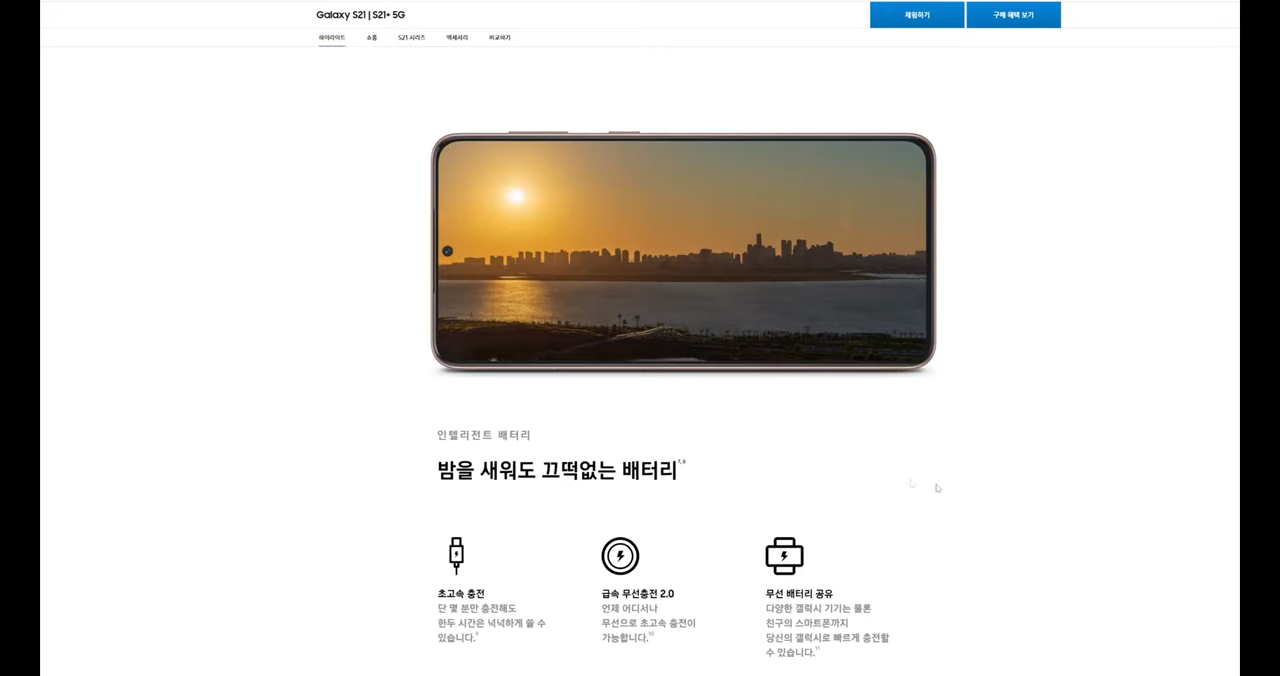 Galaxy S21 | S21+ 5G
체험하기
구매 혜택 보기
하이라이트
쇼룸
S21 시리즈
액세서리
비교하기
인텔리전트 배터리
밤을 새워도 끄떡없는 배터리7,8
초고속 충전
단 몇 분만 충전해도
한두 시간은 넉넉하게 쓸 수
있습니다.9
급속 무선충전 2.0
언제 어디서나
무선으로 초고속 충전이
가능합니다.10
무선 배터리 공유
다양한 갤럭시 기기는 물론
친구의 스마트폰까지
당신의 갤럭시로 빠르게 충전할
수 있습니다.11